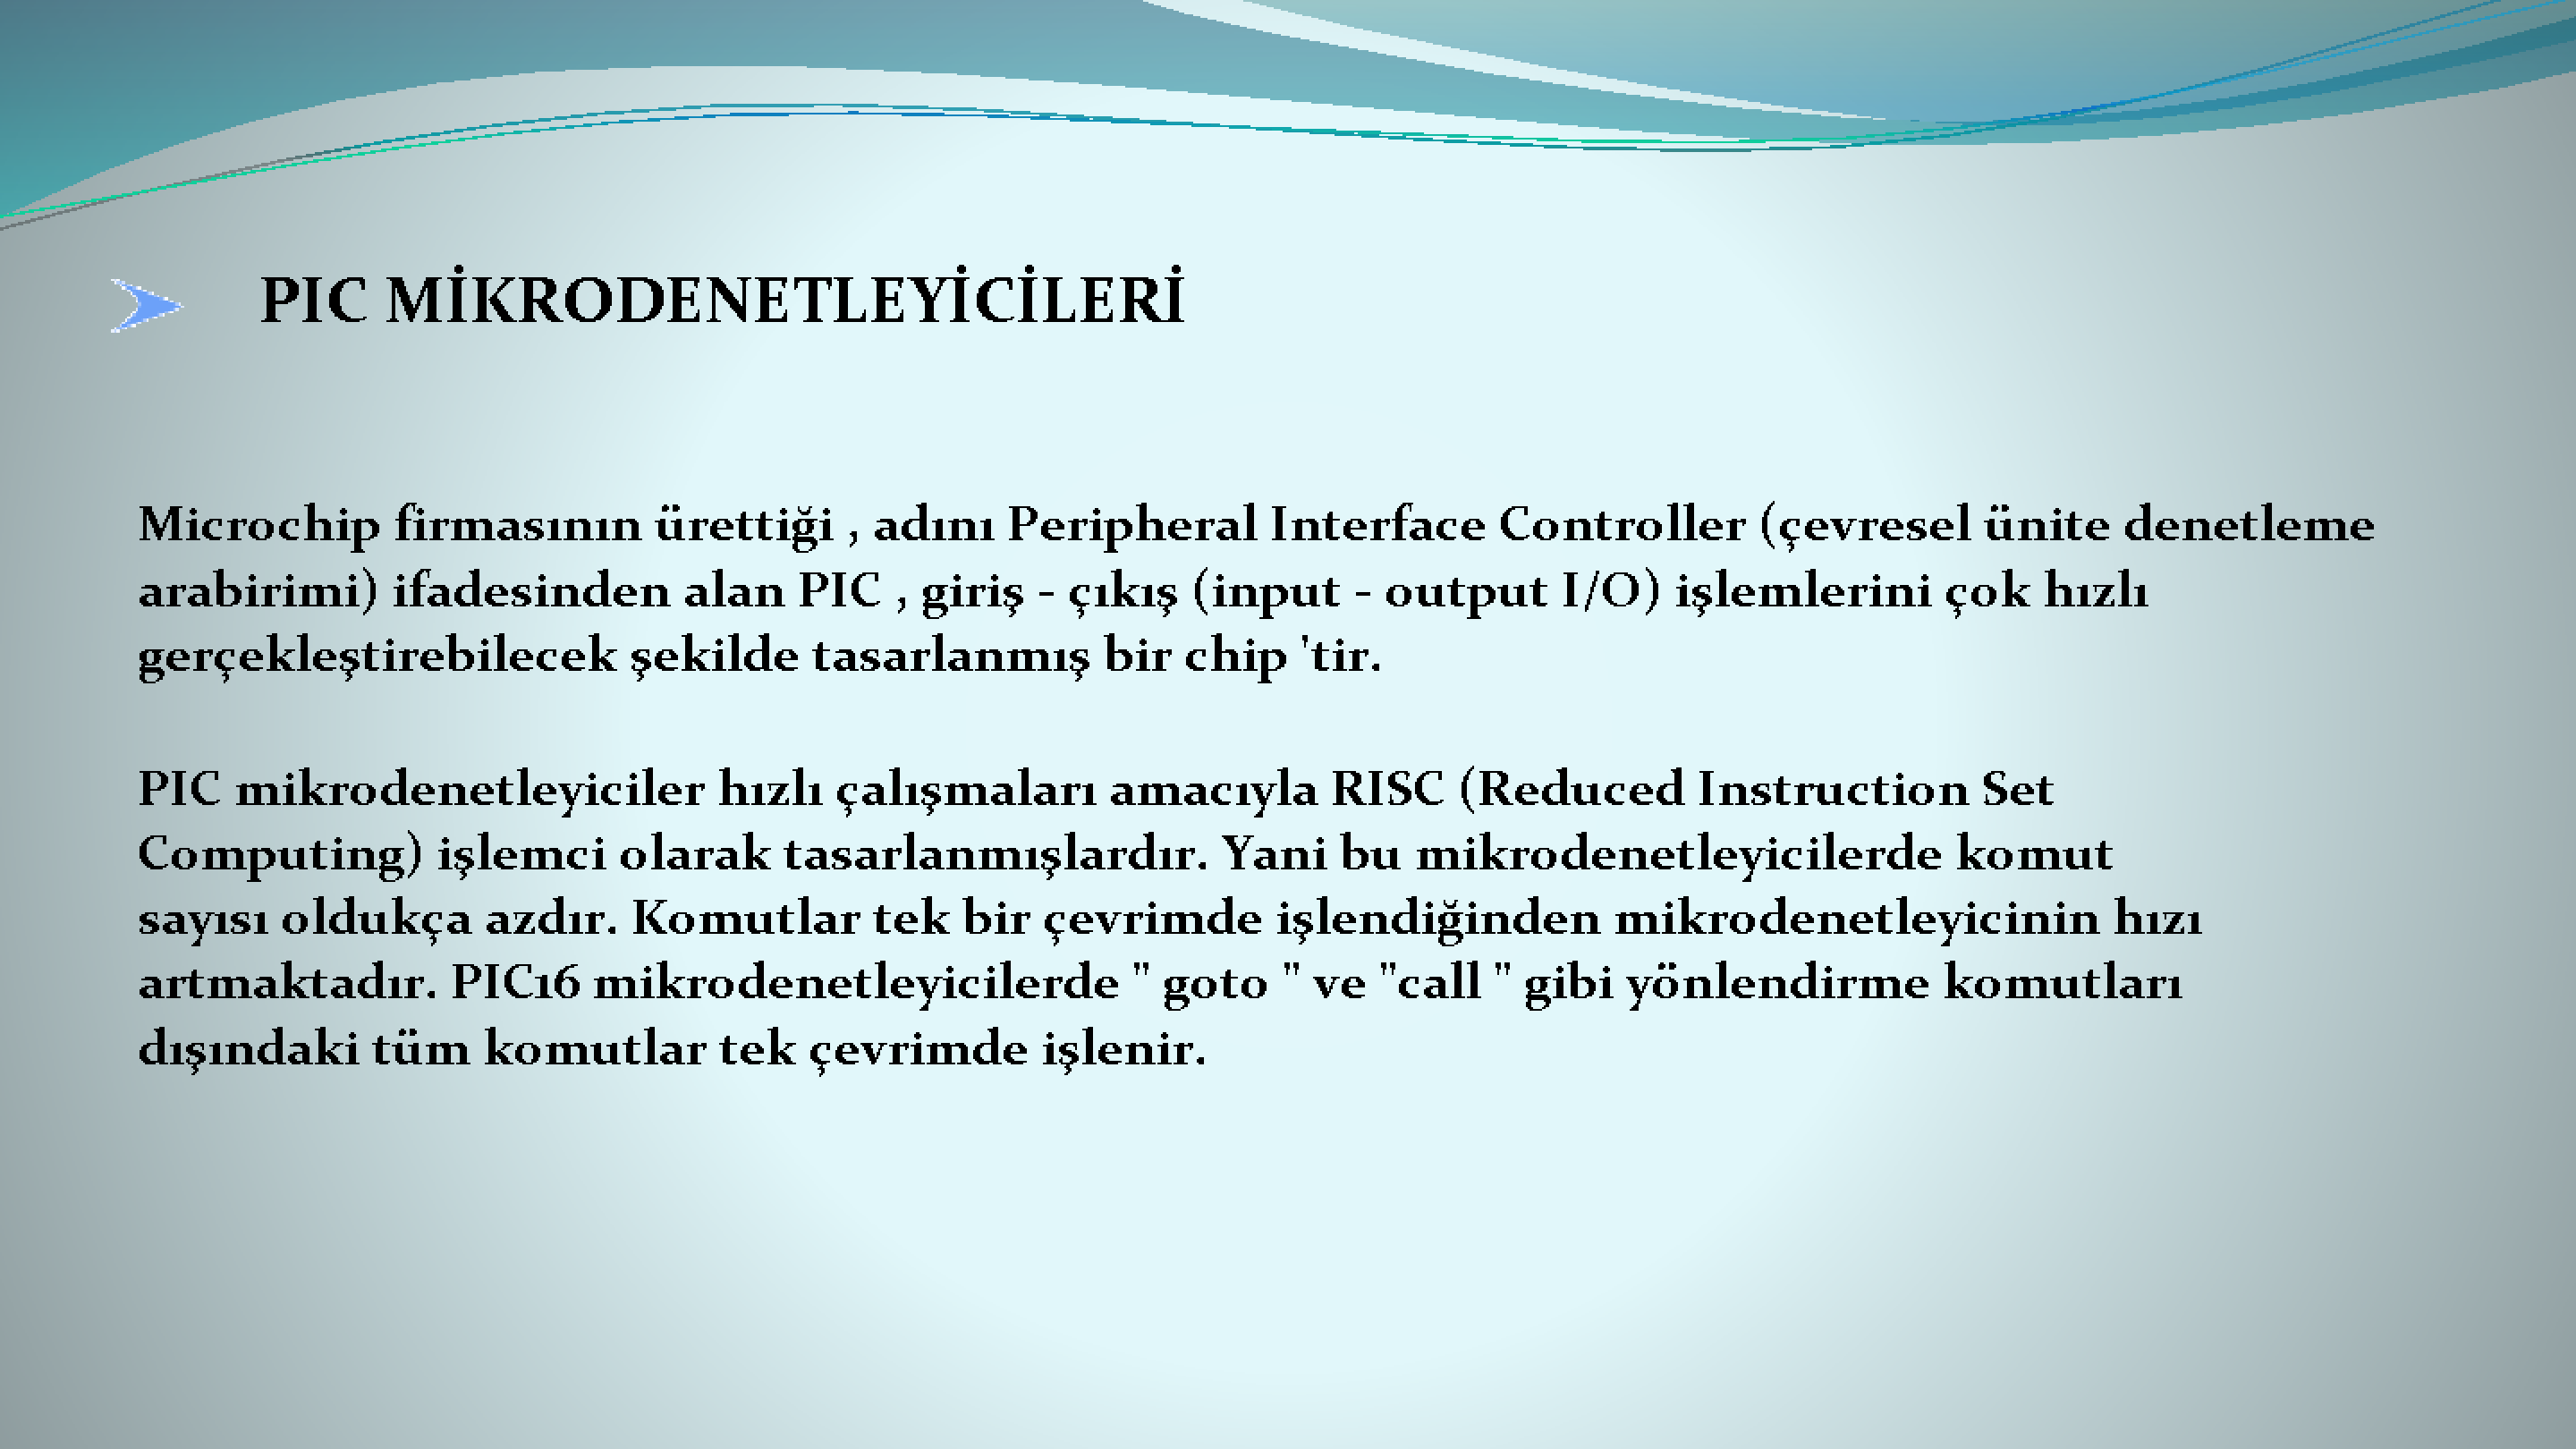 PIC MİKRODENETLEYİCİLERİ
Microchip firmasının ürettiği , adını Peripheral Interface Controller (çevresel ünite denetleme
arabirimi) ifadesinden alan PIC , giriş - çıkış (input - output I/O) işlemlerini çok hızlı
gerçekleştirebilecek şekilde tasarlanmış bir chip 'tir.
PIC mikrodenetleyiciler hızlı çalışmaları amacıyla RISC (Reduced Instruction Set
Computing) işlemci olarak tasarlanmışlardır. Yani bu mikrodenetleyicilerde komut
sayısı oldukça azdır. Komutlar tek bir çevrimde işlendiğinden mikrodenetleyicinin hızı
artmaktadır. PIC16 mikrodenetleyicilerde " goto " ve "call " gibi yönlendirme komutları
dışındaki tüm komutlar tek çevrimde işlenir.